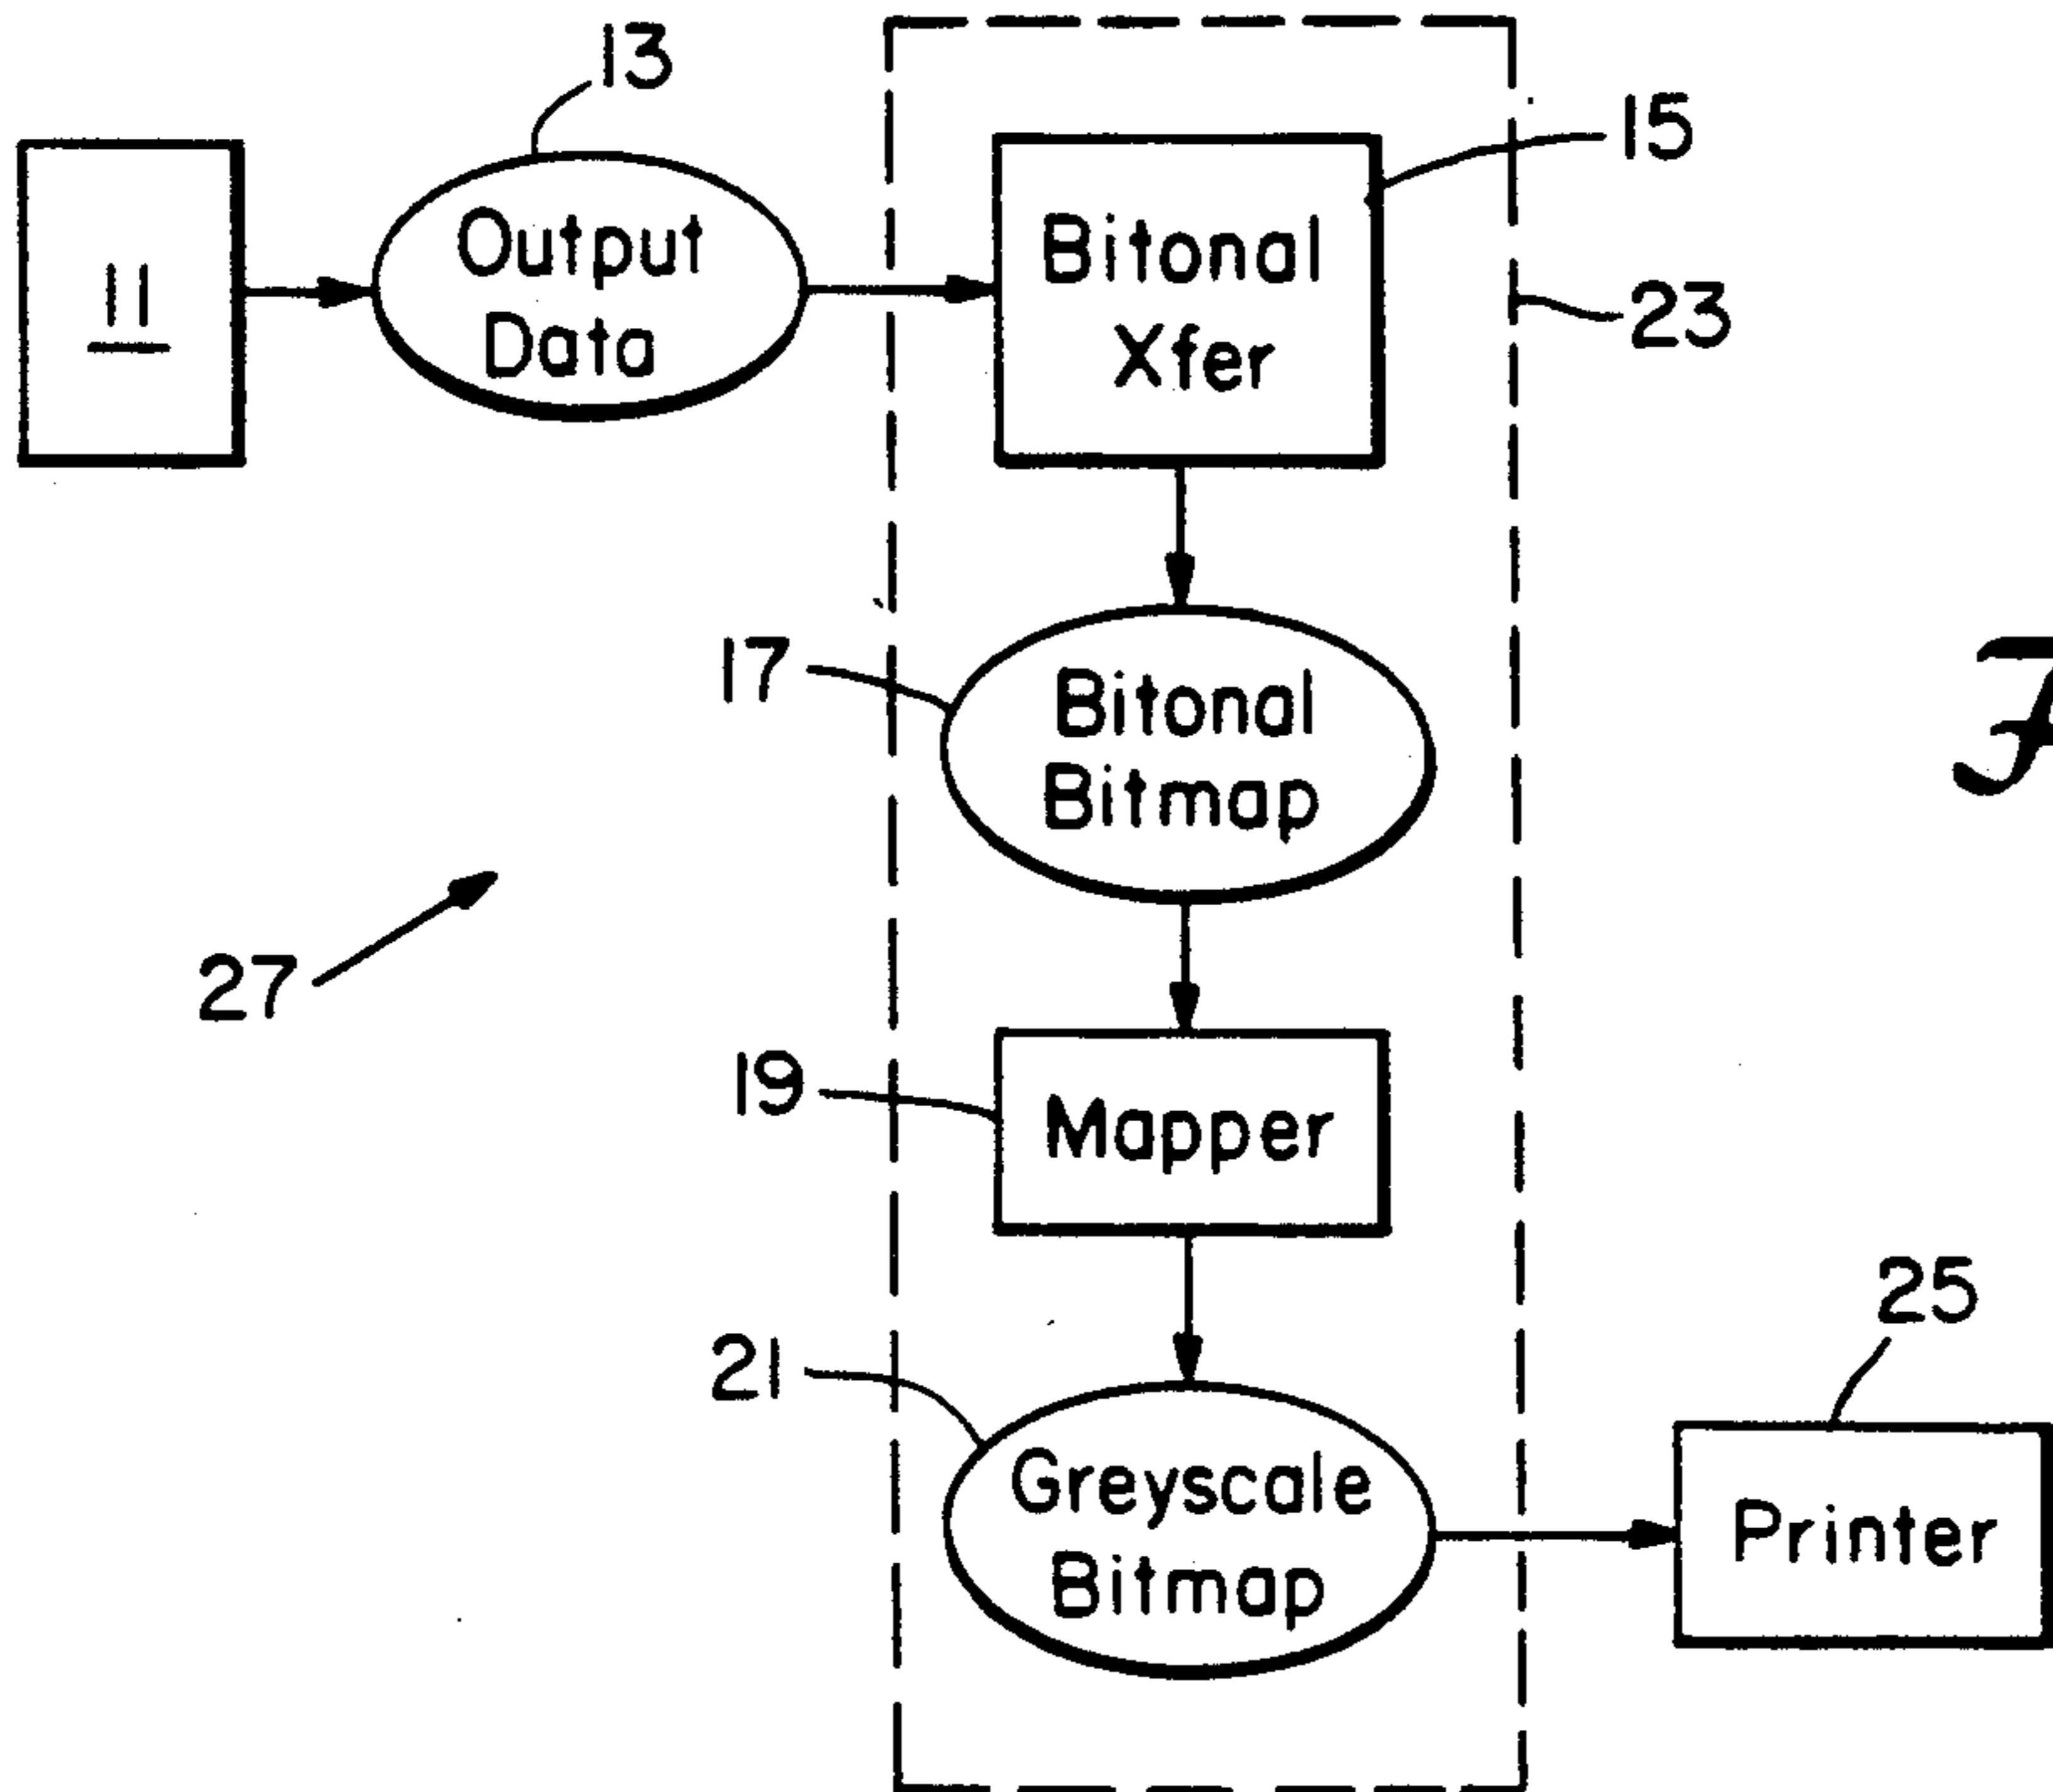 13
11
Output
Data
Bitonal
Xfer
15
23
17
Bitonal
Bitmap
27
19
Mapper
21
Greyscale
Bitmap
25
Printer